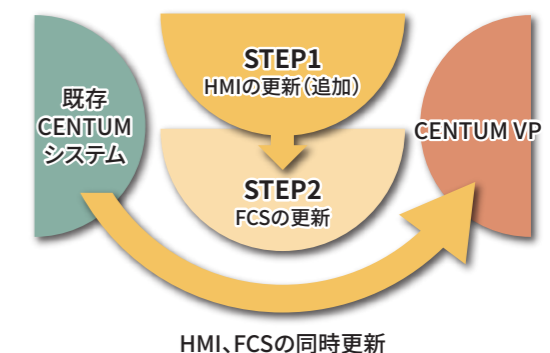 既存
CENTUM
システム
STEP1
HMIの更新（追加）
STEP2
FCSの更新
CENTUM VP
HMI、FCSの同時更新